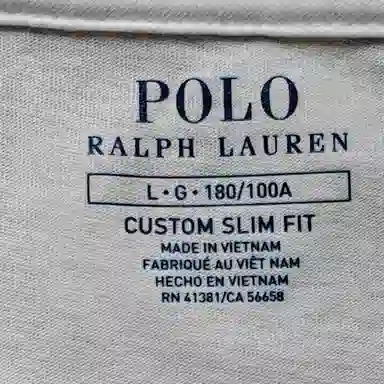 POLO
RALPH LAUREN
L • G • 180/100A
CUSTOM SLIM FIT
MADE IN VIETNAM
FABRIQUÉ AU VIÊT NAM
HECHO EN VIETNAM
RN 41381/CA 56658